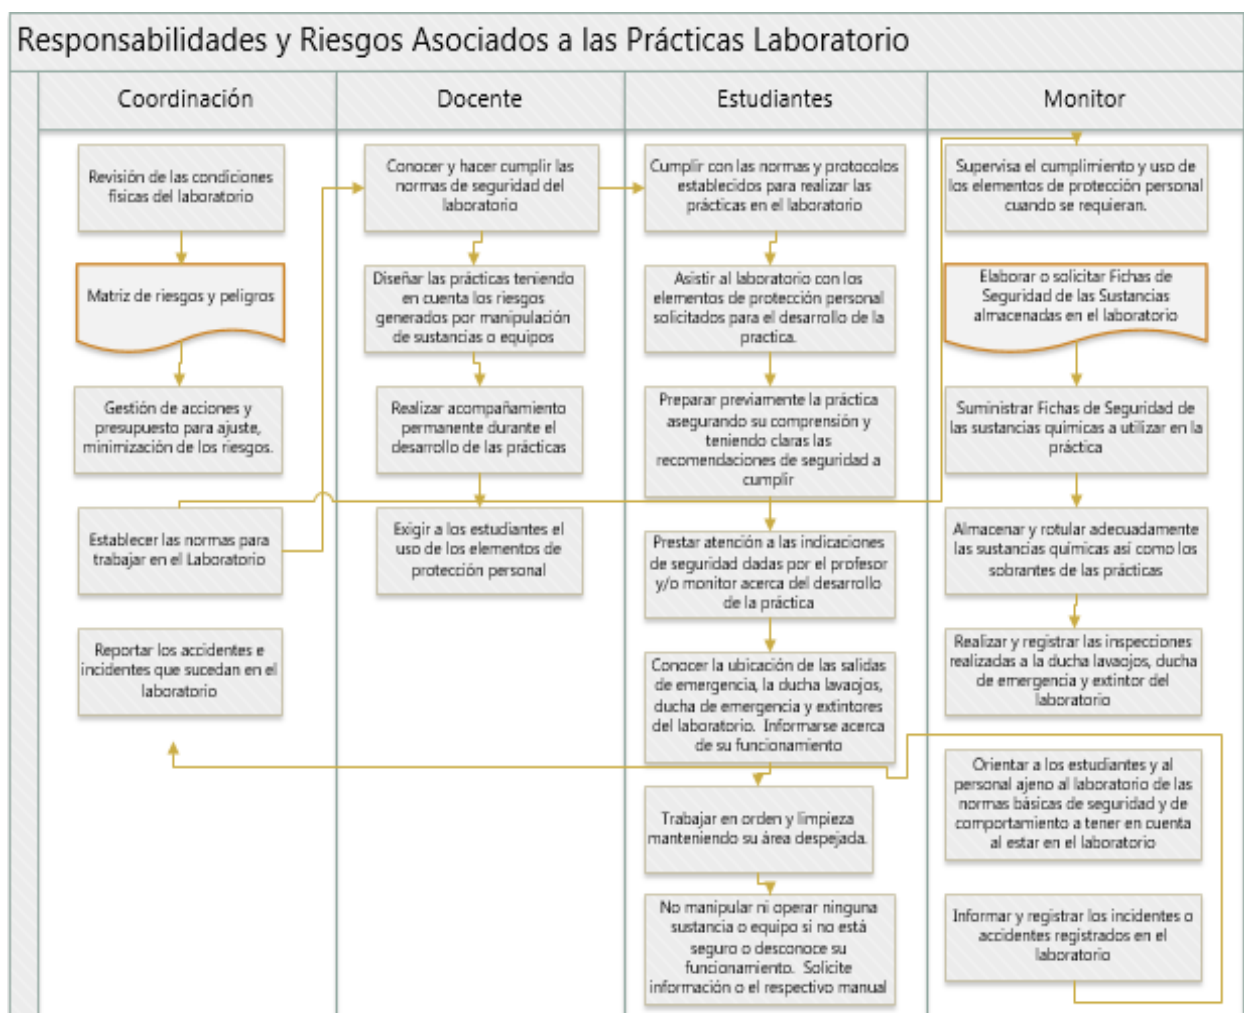 Responsabilidades y Riesgos Asociados a las Prácticas Laboratorio
Coordinación
Docente
Estudiantes
Monitor
Revisión de las condiciones
físicas del laboratorio
Matriz de riesgos y peligros
Gestión de acciones y
presupuesto para ajuste,
minimización de los riesgos.
Establecer las normas para
trabajar en el Laboratorio
Reportar los accidentes e
incidentes que sucedan en el
laboratorio
Conocer y hacer cumplir las
normas de seguridad del
laboratorio
Diseñar las prácticas teniendo
en cuenta los riesgos
generados por manipulación
de sustancias o equipos
Realizar acompañamiento
permanente durante el
desarrollo de las prácticas
Exigir a los estudiantes el
uso de los elementos de
protección personal
Cumplir con las normas y protocolos
establecidos para realizar las
prácticas en el laboratorio
Asistir al laboratorio con los
elementos de protección personal
solicitados para el desarrollo de la
practica.
Preparar previamente la práctica
asegurando su comprensión y
teniendo claras las
recomendaciones de seguridad a
cumplir
Prestar atención a las indicaciones
de seguridad dadas por el profesor
y/o monitor acerca del desarrollo
de la práctica
Conocer la ubicación de las salidas
de emergencia, la ducha lavaojos,
ducha de emergencia y extintores
del laboratorio. Informarse acerca
de su funcionamiento
Trabajar en orden y limpieza
manteniendo su área despejada.
No manipular ni operar ninguna
sustancia o equipo si no está
seguro o desconoce su
funcionamiento. Solicite
información o el respectivo manual
Supervisa el cumplimiento y uso de
los elementos de protección personal
cuando se requieran.
Elaborar o solicitar Fichas de
Seguridad de las Sustancias
almacenadas en el laboratorio
Suministrar Fichas de Seguridad de
las sustancias químicas a utilizar en la
práctica
Almacenar y rotular adecuadamente
las sustancias químicas así como los
sobrantes de las prácticas
Realizar y registrar las inspecciones
realizadas a la ducha lavaojos, ducha
de emergencia y extintor del
laboratorio
Orientar a los estudiantes y al
personal ajeno al laboratorio de las
normas básicas de seguridad y de
comportamiento a tener en cuenta
al estar en el laboratorio
Informar y registrar los incidentes o
accidentes registrados en el
laboratorio